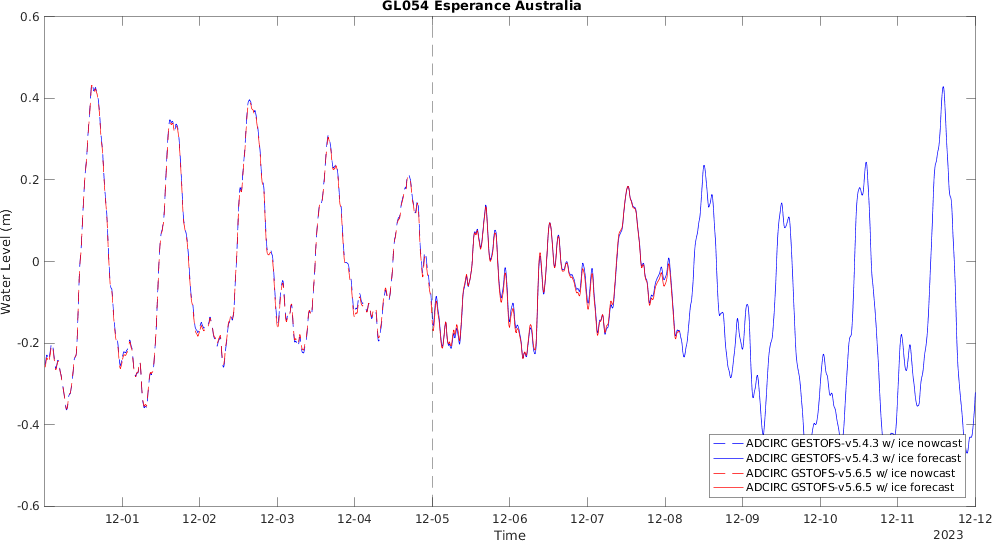 GL054 Esperance Australia
0.6
0.4
0.2
0
-0.2
-0.4
-0.6
Water Level (m)
ADCIRC GESTOFS-v5.4.3 w/ ice nowcast
ADCIRC GESTOFS-v5.4.3 w/ ice forecast
ADCIRC GSTOFS-v5.6.5 w/ ice nowcast
ADCIRC GSTOFS-v5.6.5 w/ ice forecast
12-01 12-02 12-03 12-04 12-05 12-06 12-07 12-08 12-09 12-10 12-11 12-12
Time
2023